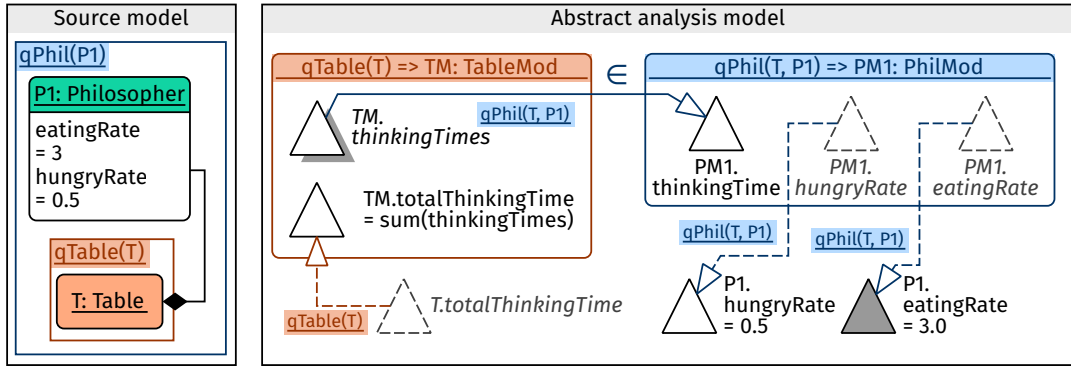 Source model
qPhil(P1)
P1: Philosopher
eatingRate
= 3
hungryRate
= 0.5
qTable(T)
T: Table
Abstract analysis model
qTable(T) => TM: TableMod
∈
qPhil(T, P1) => PM1: PhilMod
TM.
thinkingTimes
qPhil(T, P1)
TM.totalThinkingTime
= sum(thinkingTimes)
PM1.
thinkingTime
PM1.
hungryRate
PM1.
eatingRate
qPhil(T, P1)
qPhil(T, P1)
qTable(T)
T.totalThinkingTime
P1.
hungryRate
= 0.5
P1.
eatingRate
= 3.0